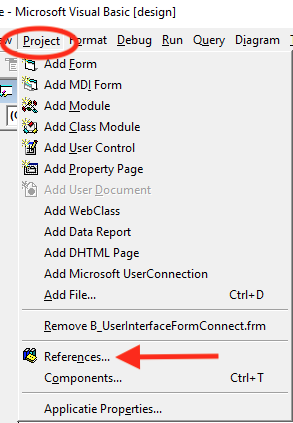 e - Microsoft Visual Basic [design]
Project Format Debug Run Query Diagram
Add Form
Add MDI Form
Add Module
Add Class Module
Add User Control
Add Property Page
Add User Document
Add WebClass
Add Data Report
Add DHTML Page
Add Microsoft UserConnection
Add File... Ctrl+D
Remove B_UserInterfaceFormConnect.frm
References...
Components... Ctrl+T
Applicatie Properties...